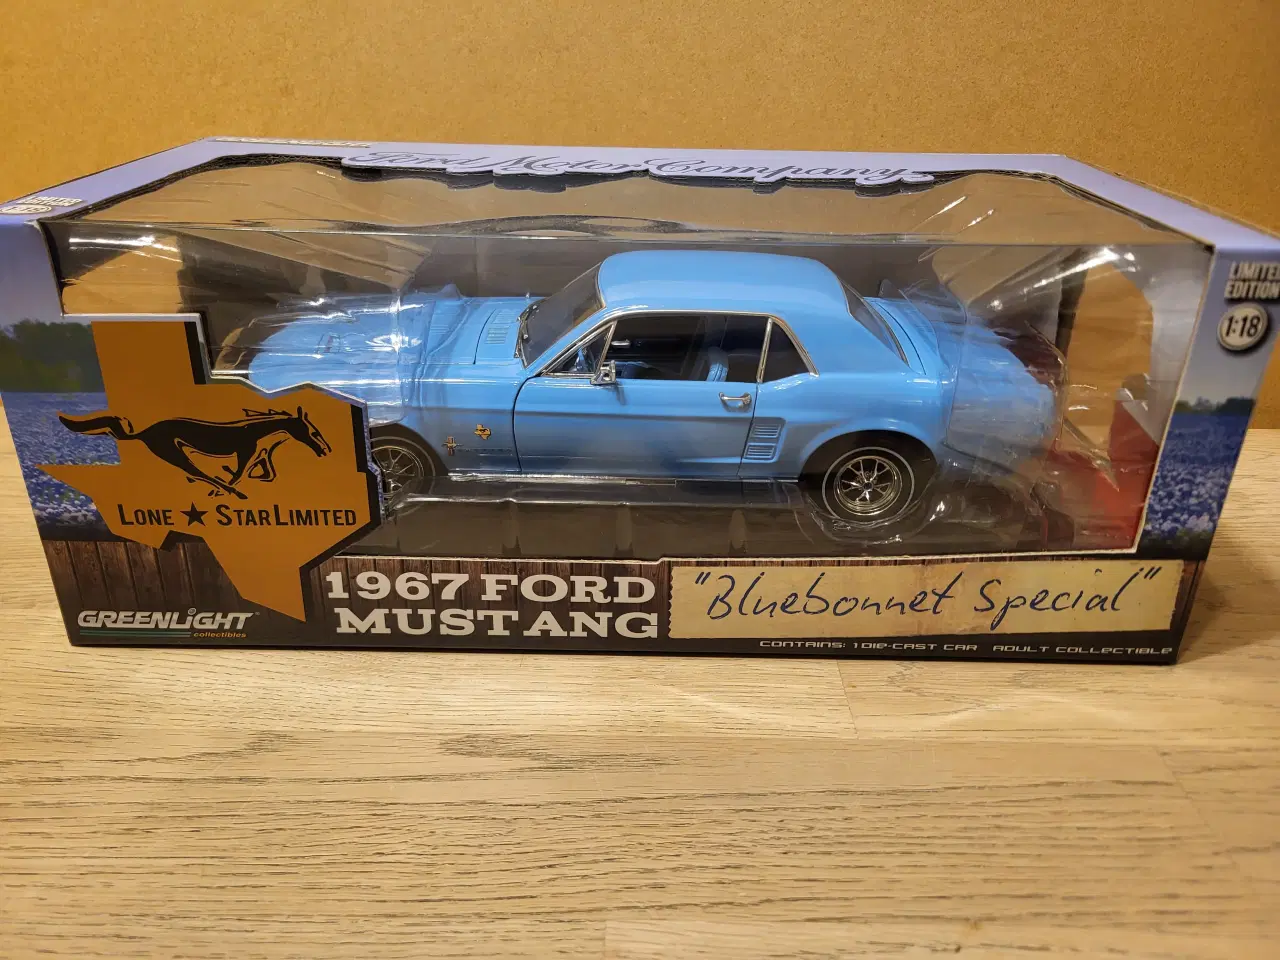 Ford Motor Company
LIMITED
EDITION
1:18
LONE ★ STAR LIMITED
GREENLIGHT
collectibles
1967 FORD
MUSTANG
"Bluebonnet Special"
CONTAINS: 1 DIE-CAST CAR ADULT COLLECTIBLE